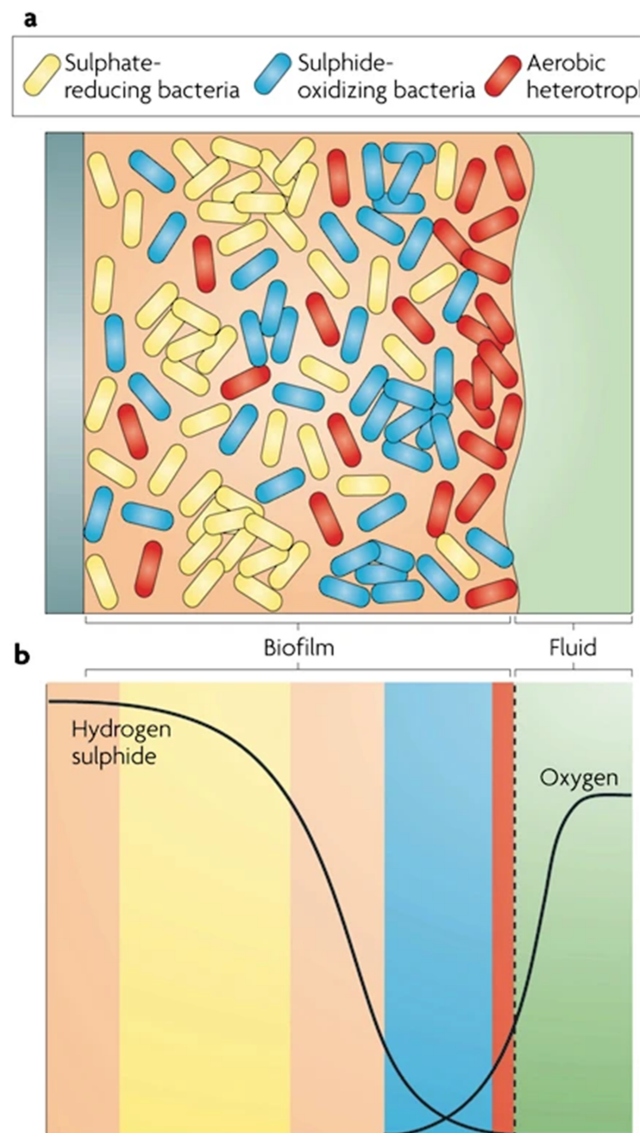 a
Sulphate-
reducing bacteria
Sulphide-
oxidizing bacteria
Aerobic
Biofilm
Fluid
b
Hydrogen
sulphide
Oxygen